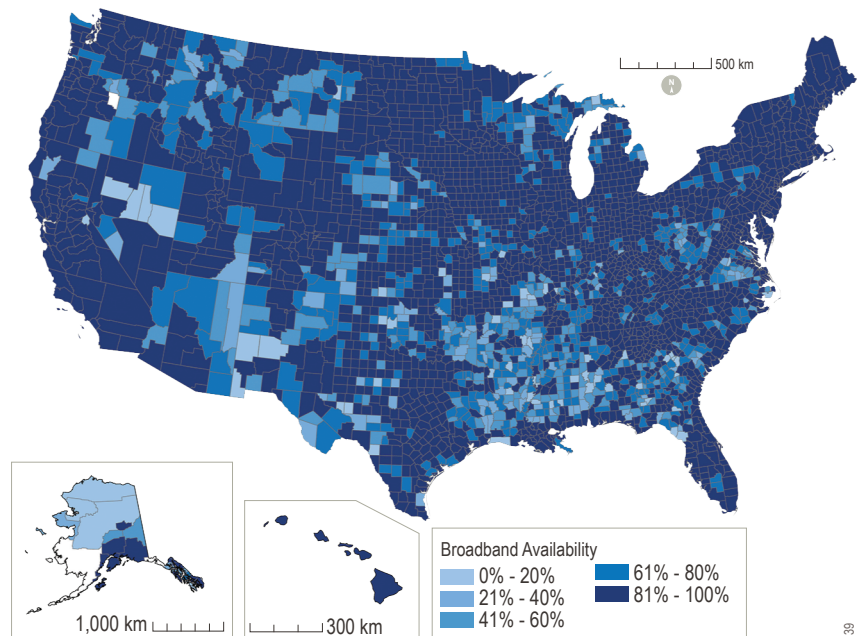 500 km
N
Broadband Availability
0% - 20%
21% - 40%
41% - 60%
61% - 80%
81% - 100%
1,000 km
300 km
39